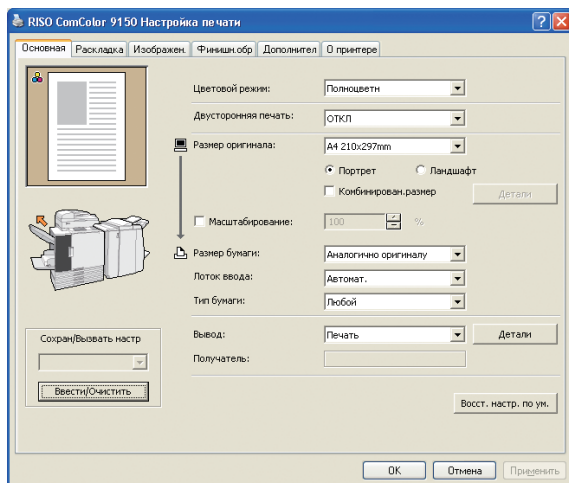 RISO ComColor 9150 Настройка печати
Основная Раскладка Изображен. Финишн.обр Дополнител О принтере
Цветовой режим: Полноцветн
Двусторонняя печать: ОТКЛ
Размер оригинала: A4 210x297mm
Портрет Ландшафт
Комбинирован.размер Детали
Масштабирование: 100 %
Размер бумаги: Аналогично оригиналу
Лоток ввода: Автомат.
Тип бумаги: Любой
Сохран/Вызвать настр
Вывод: Печать Детали
Получатель:
Ввести/Очистить
Восст. настр. по ум.
OK Отмена Применить